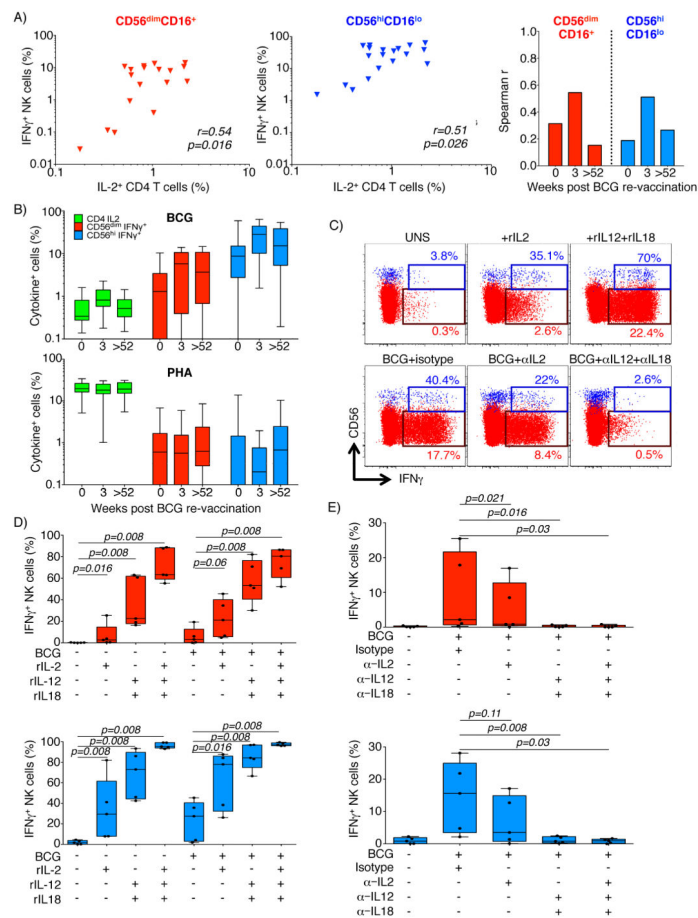 A)
CD56dimCD16+
IFNγ+ NK cells (%)
100
10
1
0.1
0.01
0.1
1
10
r=0.54
p=0.016
IL-2+ CD4 T cells (%)
CD56hiCD16lo
IFNγ+ NK cells (%)
100
10
1
0.1
0.01
0.1
1
10
r=0.51
p=0.026
IL-2+ CD4 T cells (%)
CD56dim CD56hi
CD16+ CD16lo
Spearman r
1.0
0.8
0.6
0.4
0.2
0.0
0 3 >52 0 3 >52
Weeks post BCG re-vaccination
B)
BCG
CD4 IL2
CD56dim IFNγ+
CD56hi IFNγ+
Cytokine+ cells (%)
100
10
1
0.1
0 3 >52 0 3 >52 0 3 >52
PHA
Cytokine+ cells (%)
100
10
1
0.1
0 3 >52 0 3 >52 0 3 >52
Weeks post BCG re-vaccination
C)
UNS +rIL2 +rIL12+rIL18
3.8% 35.1% 70%
0.3% 2.6% 22.4%
BCG+isotype BCG+αIL2 BCG+αIL12+αIL18
40.4% 22% 2.6%
17.7% 8.4% 0.5%
CD56
IFNγ
D)
IFNγ+ NK cells (%)
100
80
60
40
20
0
p=0.008
p=0.008
p=0.016
p=0.008
p=0.008
p=0.06
BCG - - - - + + + +
rIL-2 - + - + - + - +
rIL-12 - - + + - - + +
rIL18 - - + + - - + +
IFNγ+ NK cells (%)
100
80
60
40
20
0
p=0.008
p=0.008
p=0.008
p=0.008
p=0.008
p=0.016
BCG - - - - + + + +
rIL-2 - + - + - + - +
rIL-12 - - + + - - + +
rIL18 - - + + - - + +
E)
IFNγ+ NK cells (%)
30
20
10
0
p=0.021
p=0.016
p=0.03
BCG - + + + +
Isotype - + - - -
α-IL2 - - + - +
α-IL12 - - - + +
α-IL18 - - - + +
IFNγ+ NK cells (%)
30
20
10
0
p=0.11
p=0.008
p=0.03
BCG - + + + +
Isotype - + - - -
α-IL2 - - + - +
α-IL12 - - - + +
α-IL18 - - - + +